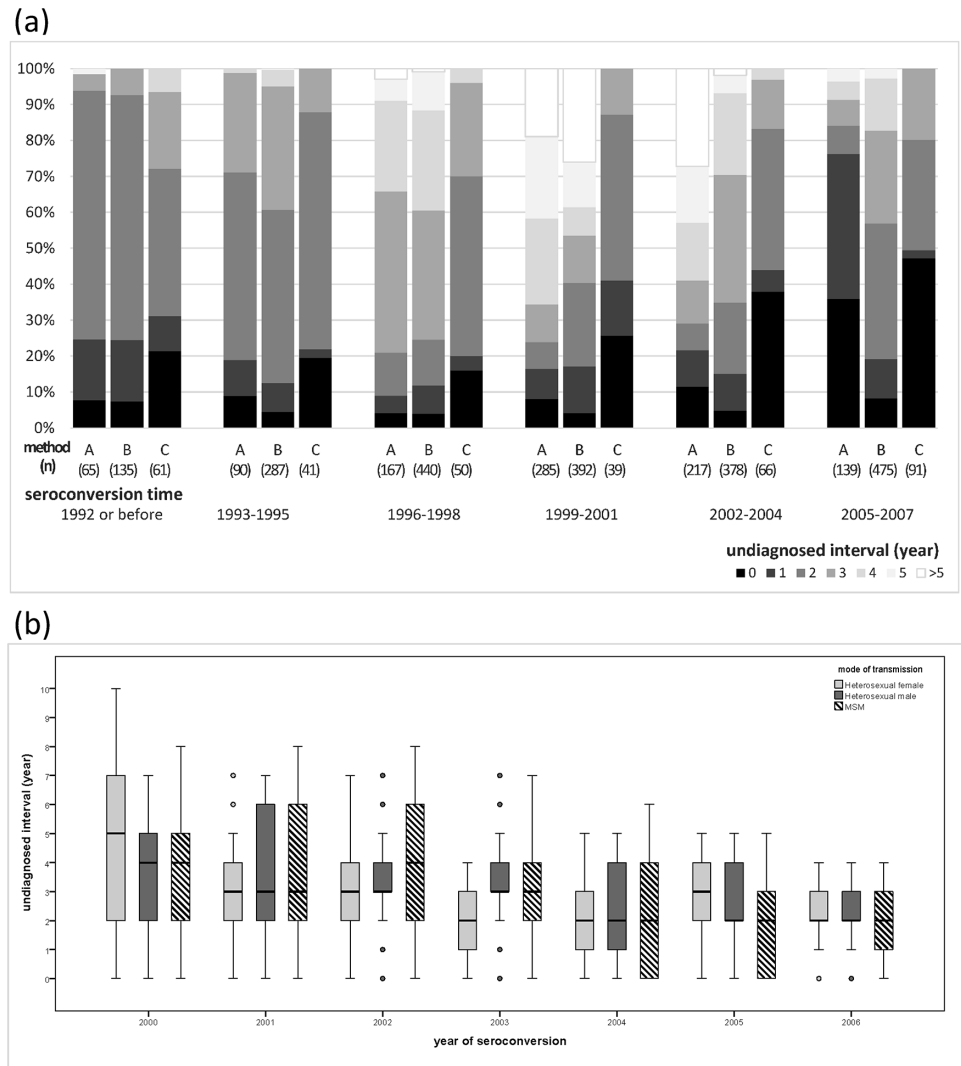 (a)
100%
90%
80%
70%
60%
50%
40%
30%
20%
10%
0%
method A B C A B C A B C A B C A B C A B C
(n) (65) (135) (61) (90) (287) (41) (167) (440) (50) (285) (392) (39) (217) (378) (66) (139) (475) (91)
seroconversion time
1992 or before 1993-1995 1996-1998 1999-2001 2002-2004 2005-2007
undiagnosed interval (year)
0 1 2 3 4 5 >5
(b)
mode of transmission
Heterosexual female
Heterosexual male
MSM
undiagnosed interval (year)
10
9
8
7
6
5
4
3
2
1
0
2000 2001 2002 2003 2004 2005 2006
year of seroconversion